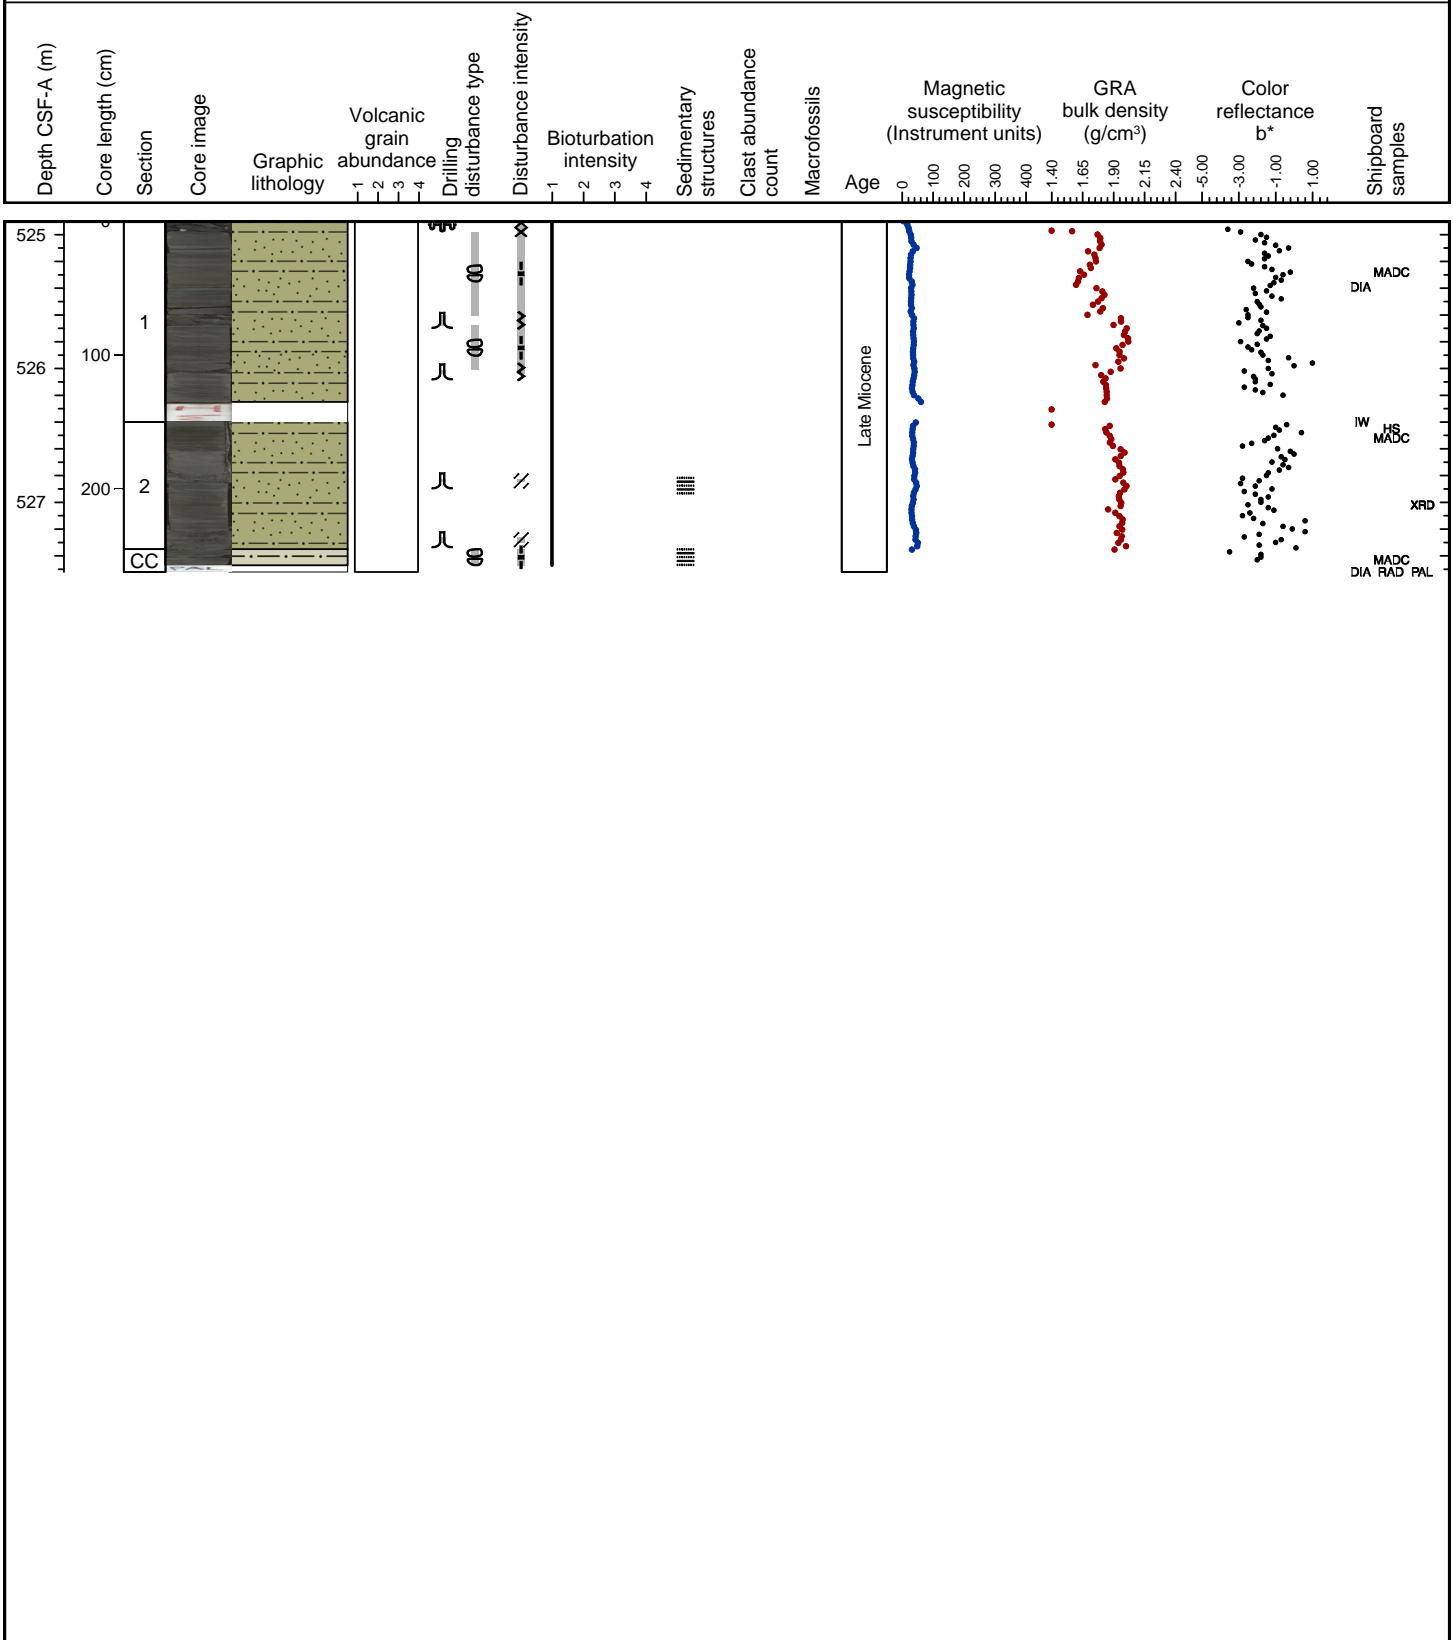 Depth CSF-A (m)
Core length (cm)
Section
Core image
Graphic
lithology
Volcanic
grain
abundance
1 2 3 4
Drilling
disturbance type
Disturbance intensity
Bioturbation
intensity
1 2 3 4
Sedimentary
structures
Clast abundance
count
Macrofossils
Age
Magnetic
susceptibility
(Instrument units)
0 100 200 300 400
GRA
bulk density
(g/cm³)
1.40 1.65 1.90 2.15 2.40
Color
reflectance
b*
-5.00 -3.00 -1.00 1.00
Shipboard
samples
525
526
527
0
100
200
1
2
CC
Late Miocene
MADC
DIA
IW
HS
MADC
XRD
MADC
DIA RAD PAL